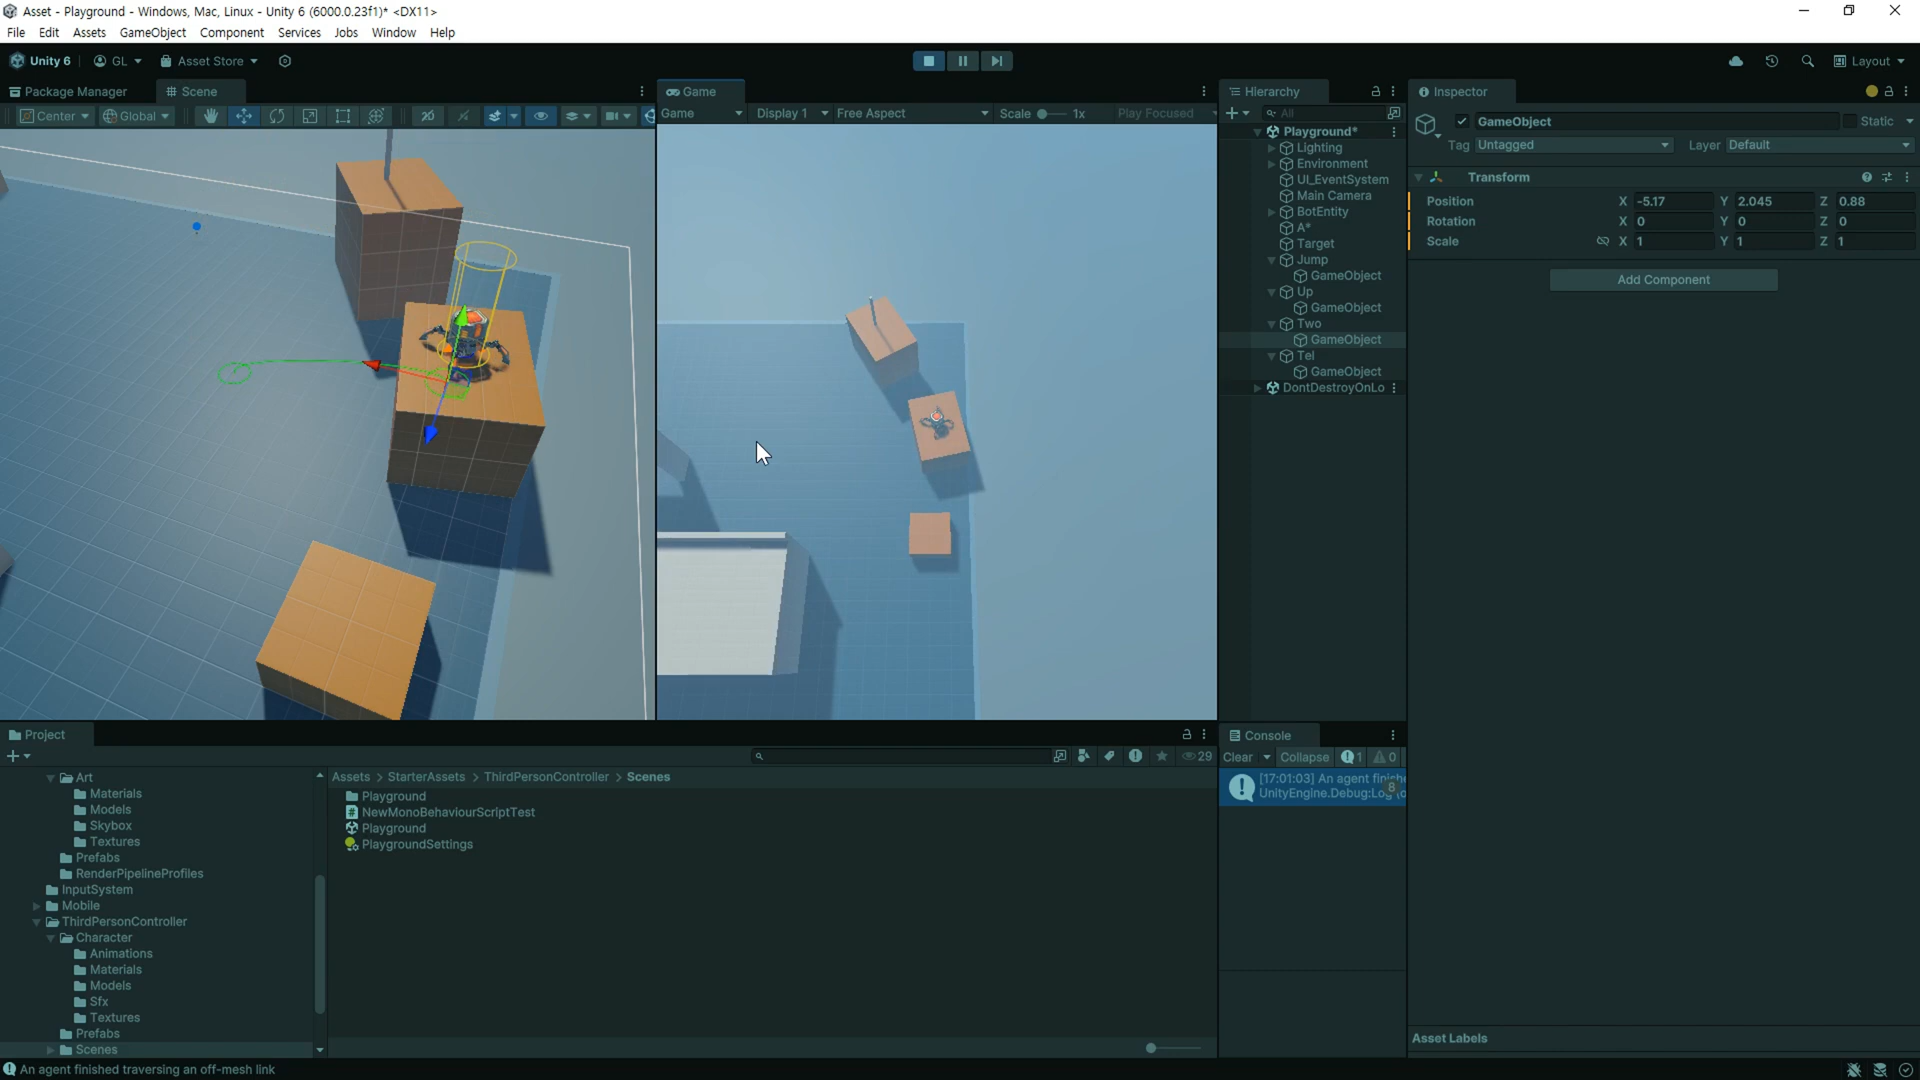 Asset - Playground - Windows, Mac, Linux - Unity 6 (6000.0.23f1)* <DX11>
File Edit Assets GameObject Component Services Jobs Window Help
Unity 6 GL Asset Store Layout
Package Manager Scene
Center Global
Game
Game Display 1 Free Aspect Scale 1x Play Focused
Hierarchy
All
Playground*
Lighting
Environment
UI_EventSystem
Main Camera
BotEntity
A*
Target
Jump
GameObject
Up
GameObject
Two
GameObject
Tel
GameObject
DontDestroyOnLo
Inspector
GameObject Static
Tag Untagged Layer Default
Transform
Position X -5.17 Y 2.045 Z 0.88
Rotation X 0 Y 0 Z 0
Scale X 1 Y 1 Z 1
Add Component
Asset Labels
Project
29
Art
Materials
Models
Skybox
Textures
Prefabs
RenderPipelineProfiles
InputSystem
Mobile
ThirdPersonController
Character
Animations
Materials
Models
Sfx
Textures
Prefabs
Scenes
Assets > StarterAssets > ThirdPersonController > Scenes
Playground
NewMonoBehaviourScriptTest
Playground
PlaygroundSettings
Console
Clear Collapse 1 0
[17:01:03] An agent finishe
UnityEngine.Debug:Log (o
8
An agent finished traversing an off-mesh link